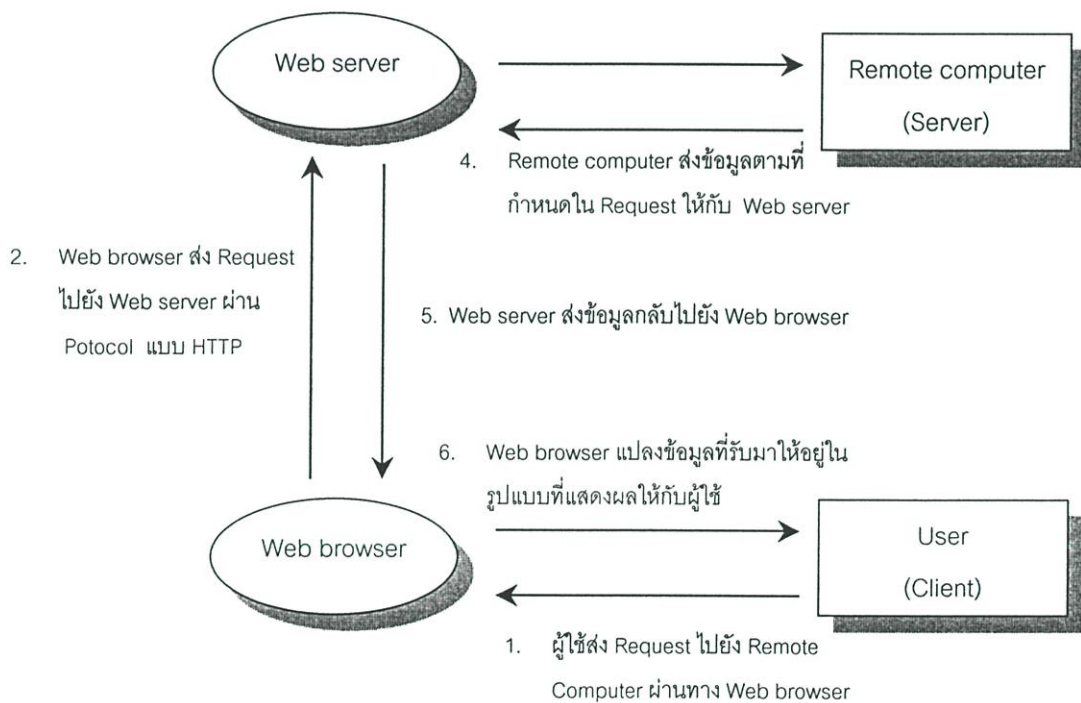 Web server
Remote computer
(Server)
4. Remote computer ส่งข้อมูลตามที่
กำหนดใน Request ให้กับ Web server
2. Web browser ส่ง Request
ไปยัง Web server ผ่าน
Potocol แบบ HTTP
5. Web server ส่งข้อมูลกลับไปยัง Web browser
6. Web browser แปลงข้อมูลที่รับมาให้อยู่ใน
รูปแบบที่แสดงผลให้กับผู้ใช้
Web browser
User
(Client)
1. ผู้ใช้ส่ง Request ไปยัง Remote
Computer ผ่านทาง Web browser